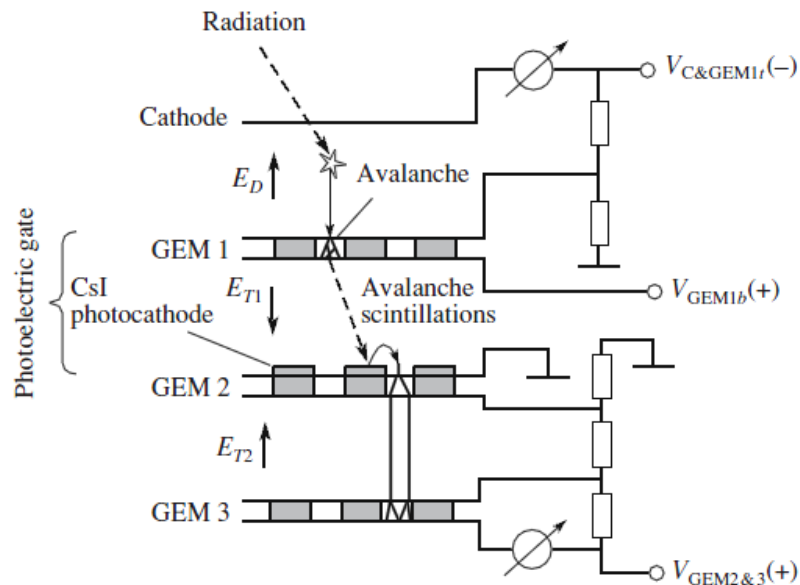 Radiation
V_C&GEM1t(–)
Cathode
E_D
Avalanche
Photoelectric gate
GEM 1
CsI
photocathode
E_T1
Avalanche
scintillations
V_GEM1b(+)
GEM 2
E_T2
GEM 3
V_GEM2&3(+)